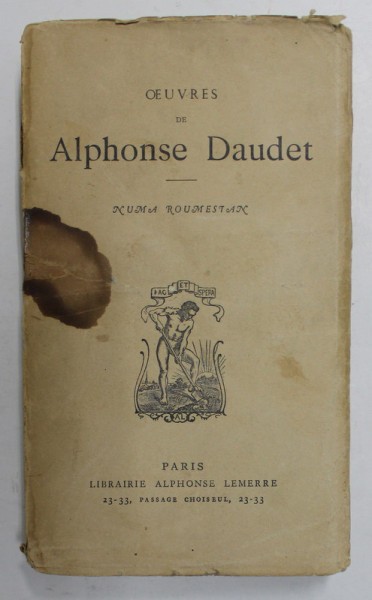 ŒUVRES
DE
Alphonse Daudet
NUMA ROUMESTAN
FAC ET SPERA
AL
PARIS
LIBRAIRIE ALPHONSE LEMERRE
23-33, PASSAGE CHOISEUL, 23-33